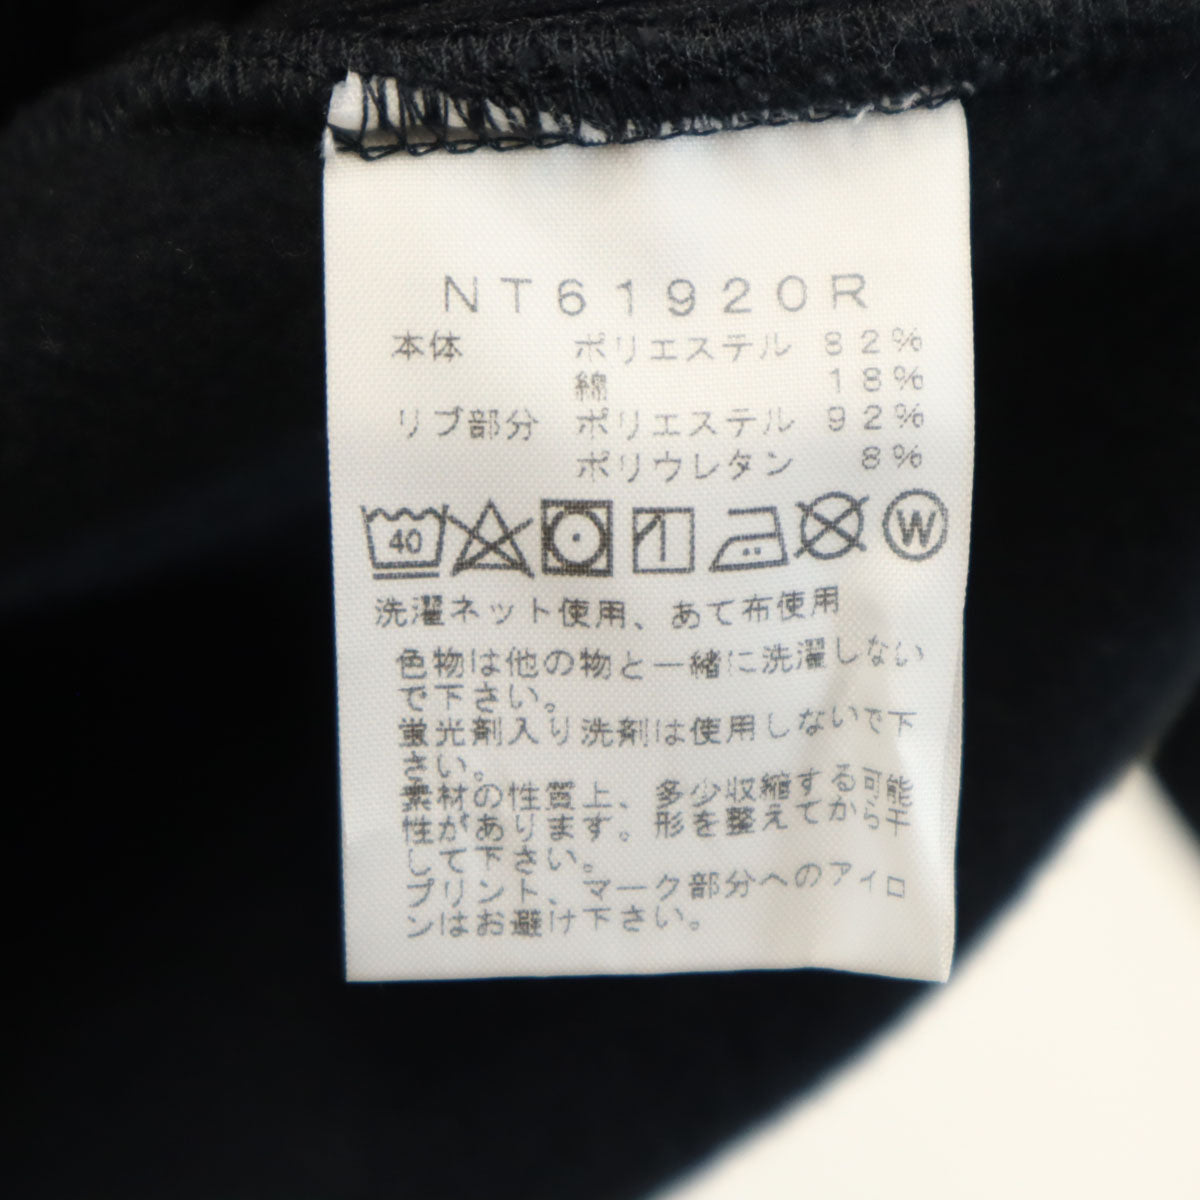 NT61920R
本体 ポリエステル 82%
綿 18%
リブ部分 ポリエステル 92%
ポリウレタン 8%
40 W
洗濯ネット使用、あて布使用
色物は他の物と一緒に洗濯しない
で下さい。
蛍光剤入り洗剤は使用しないで下
さい。
素材の性質上、多少収縮する可能
性があります。形を整えてから干
して下さい。
プリント、マーク部分へのアイロ
ンはお避け下さい。